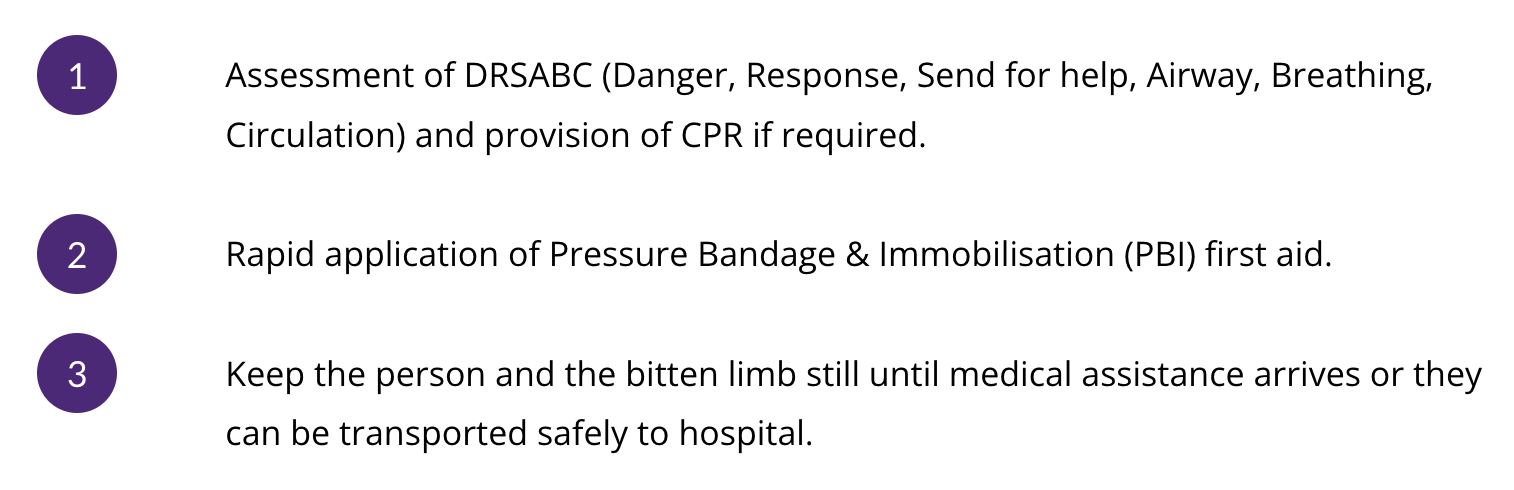 1 Assessment of DRSABC (Danger, Response, Send for help, Airway, Breathing,
Circulation) and provision of CPR if required.
2 Rapid application of Pressure Bandage & Immobilisation (PBI) first aid.
3 Keep the person and the bitten limb still until medical assistance arrives or they
can be transported safely to hospital.